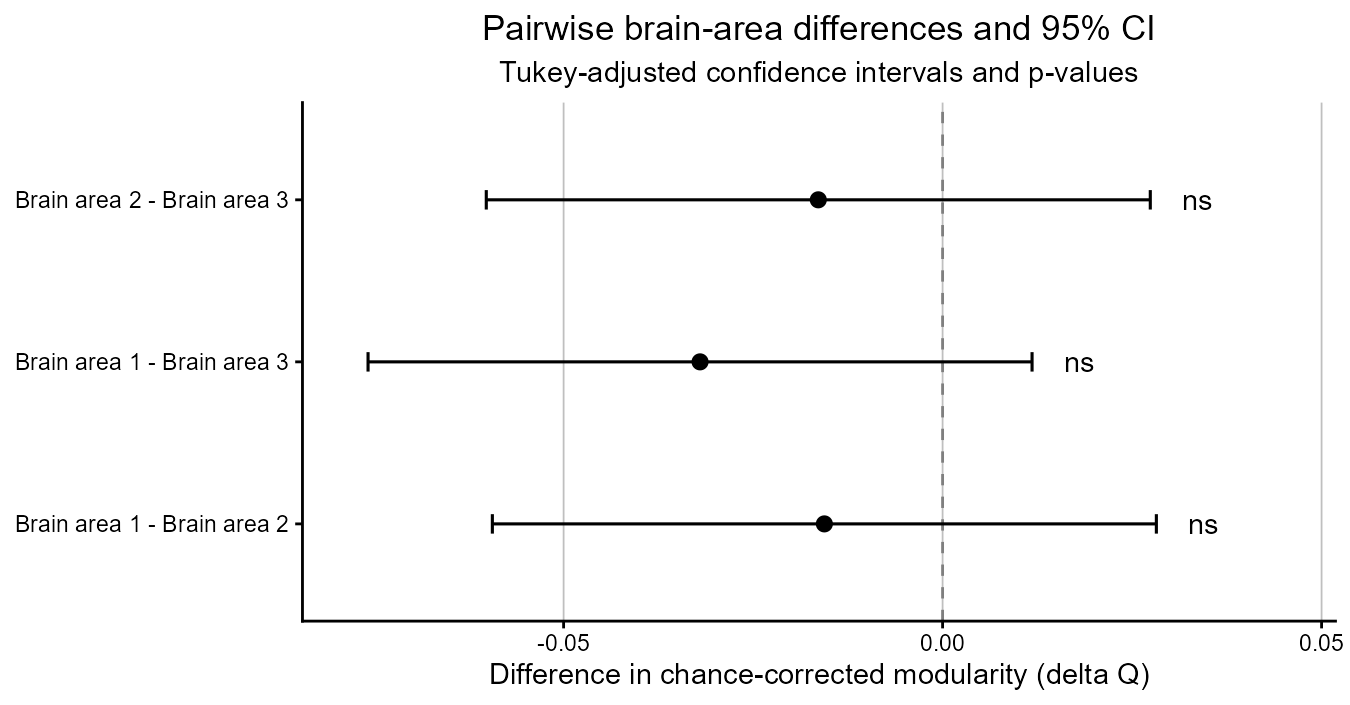 Pairwise brain-area differences and 95% CI
Tukey-adjusted confidence intervals and p-values
Brain area 2 - Brain area 3
ns
Brain area 1 - Brain area 3
ns
Brain area 1 - Brain area 2
ns
-0.05
0.00
0.05
Difference in chance-corrected modularity (delta Q)